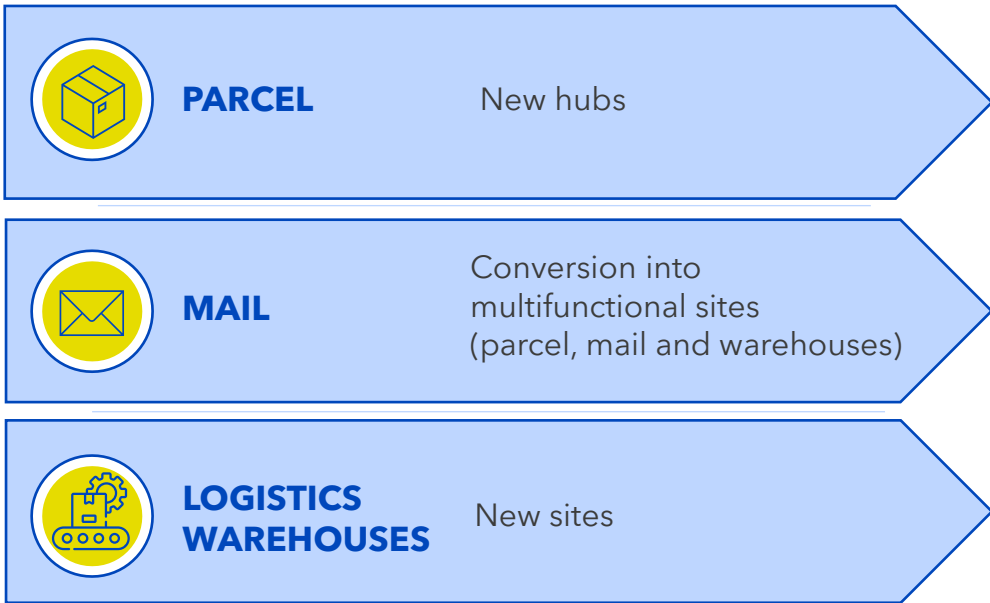 PARCEL
New hubs
MAIL
Conversion into
multifunctional sites
(parcel, mail and warehouses)
LOGISTICS
WAREHOUSES
New sites